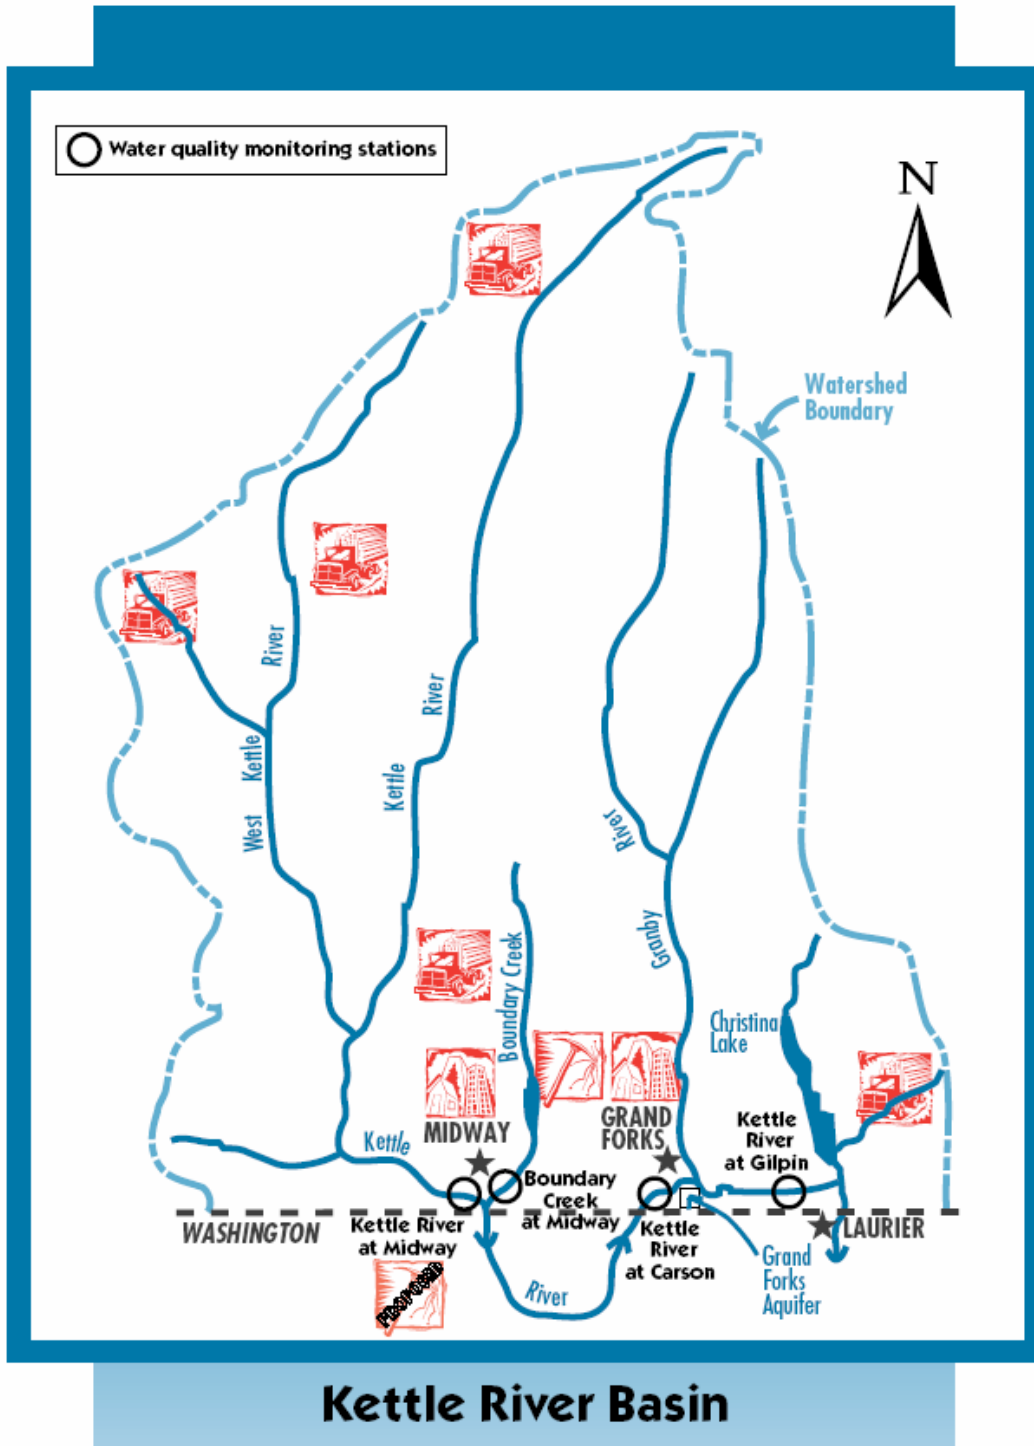 Water quality monitoring stations
N
Watershed
Boundary
River
West Kettle
River
Kettle
River
Granby
Boundary Creek
Christina
Lake
MIDWAY
GRAND
FORKS
Kettle
River
at Gilpin
Kettle
Boundary
Creek
at Midway
WASHINGTON
Kettle River
at Midway
Kettle
River
at Carson
LAURIER
Grand
Forks
Aquifer
PROPOSED
River
Kettle River Basin